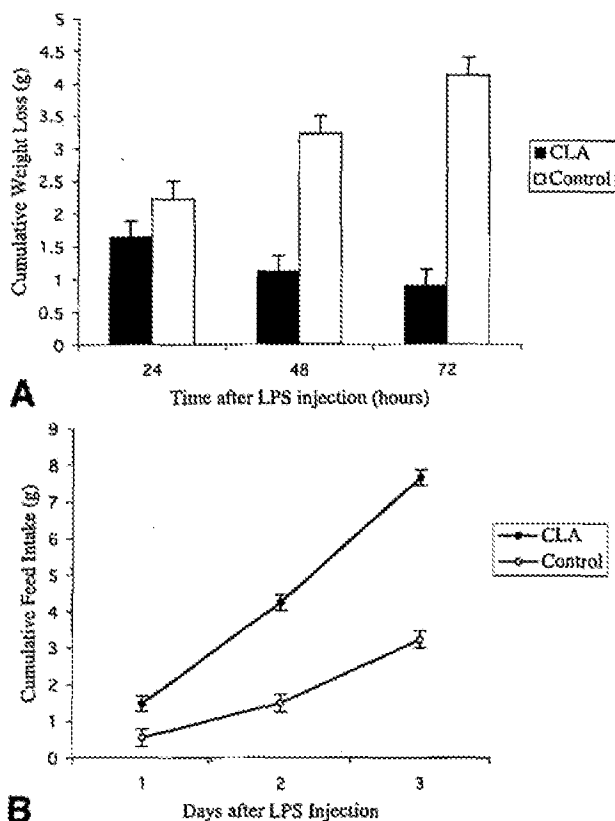 5
4.5
4
3.5
3
2.5
2
1.5
1
0.5
0
Cumulative Weight Loss (g)
CLA
Control
24 48 72
Time after LPS injection (hours)
A
9
8
7
6
5
4
3
2
1
0
Cumulative Feed Intake (g)
CLA
Control
1 2 3
Days after LPS Injection
B